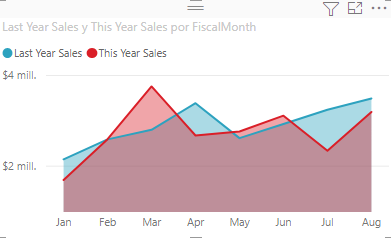 Last Year Sales y This Year Sales por FiscalMonth
Last Year Sales This Year Sales
$4 mill.
$2 mill.
Jan Feb Mar Apr May Jun Jul Aug